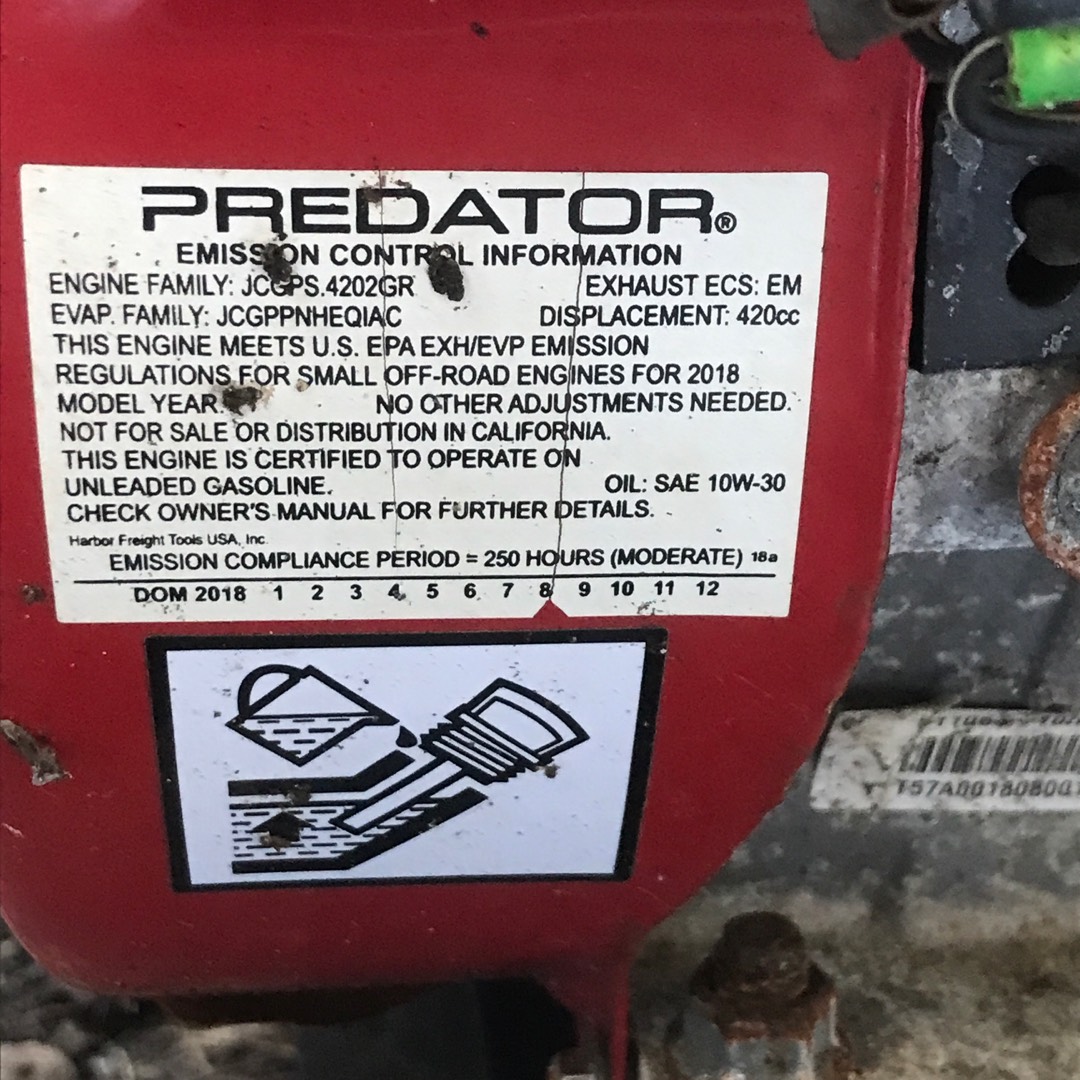 PREDATOR®
EMISSION CONTROL INFORMATION
ENGINE FAMILY: JCGPS.4202GR EXHAUST ECS: EM
EVAP. FAMILY: JCGPPNHEQIAC DISPLACEMENT: 420cc
THIS ENGINE MEETS U.S. EPA EXH/EVP EMISSION
REGULATIONS FOR SMALL OFF-ROAD ENGINES FOR 2018
MODEL YEAR. NO OTHER ADJUSTMENTS NEEDED.
NOT FOR SALE OR DISTRIBUTION IN CALIFORNIA.
THIS ENGINE IS CERTIFIED TO OPERATE ON
UNLEADED GASOLINE. OIL: SAE 10W-30
CHECK OWNER'S MANUAL FOR FURTHER DETAILS.
Harbor Freight Tools USA, Inc.
EMISSION COMPLIANCE PERIOD = 250 HOURS (MODERATE) 18a
DOM 2018 1 2 3 4 5 6 7 8 9 10 11 12